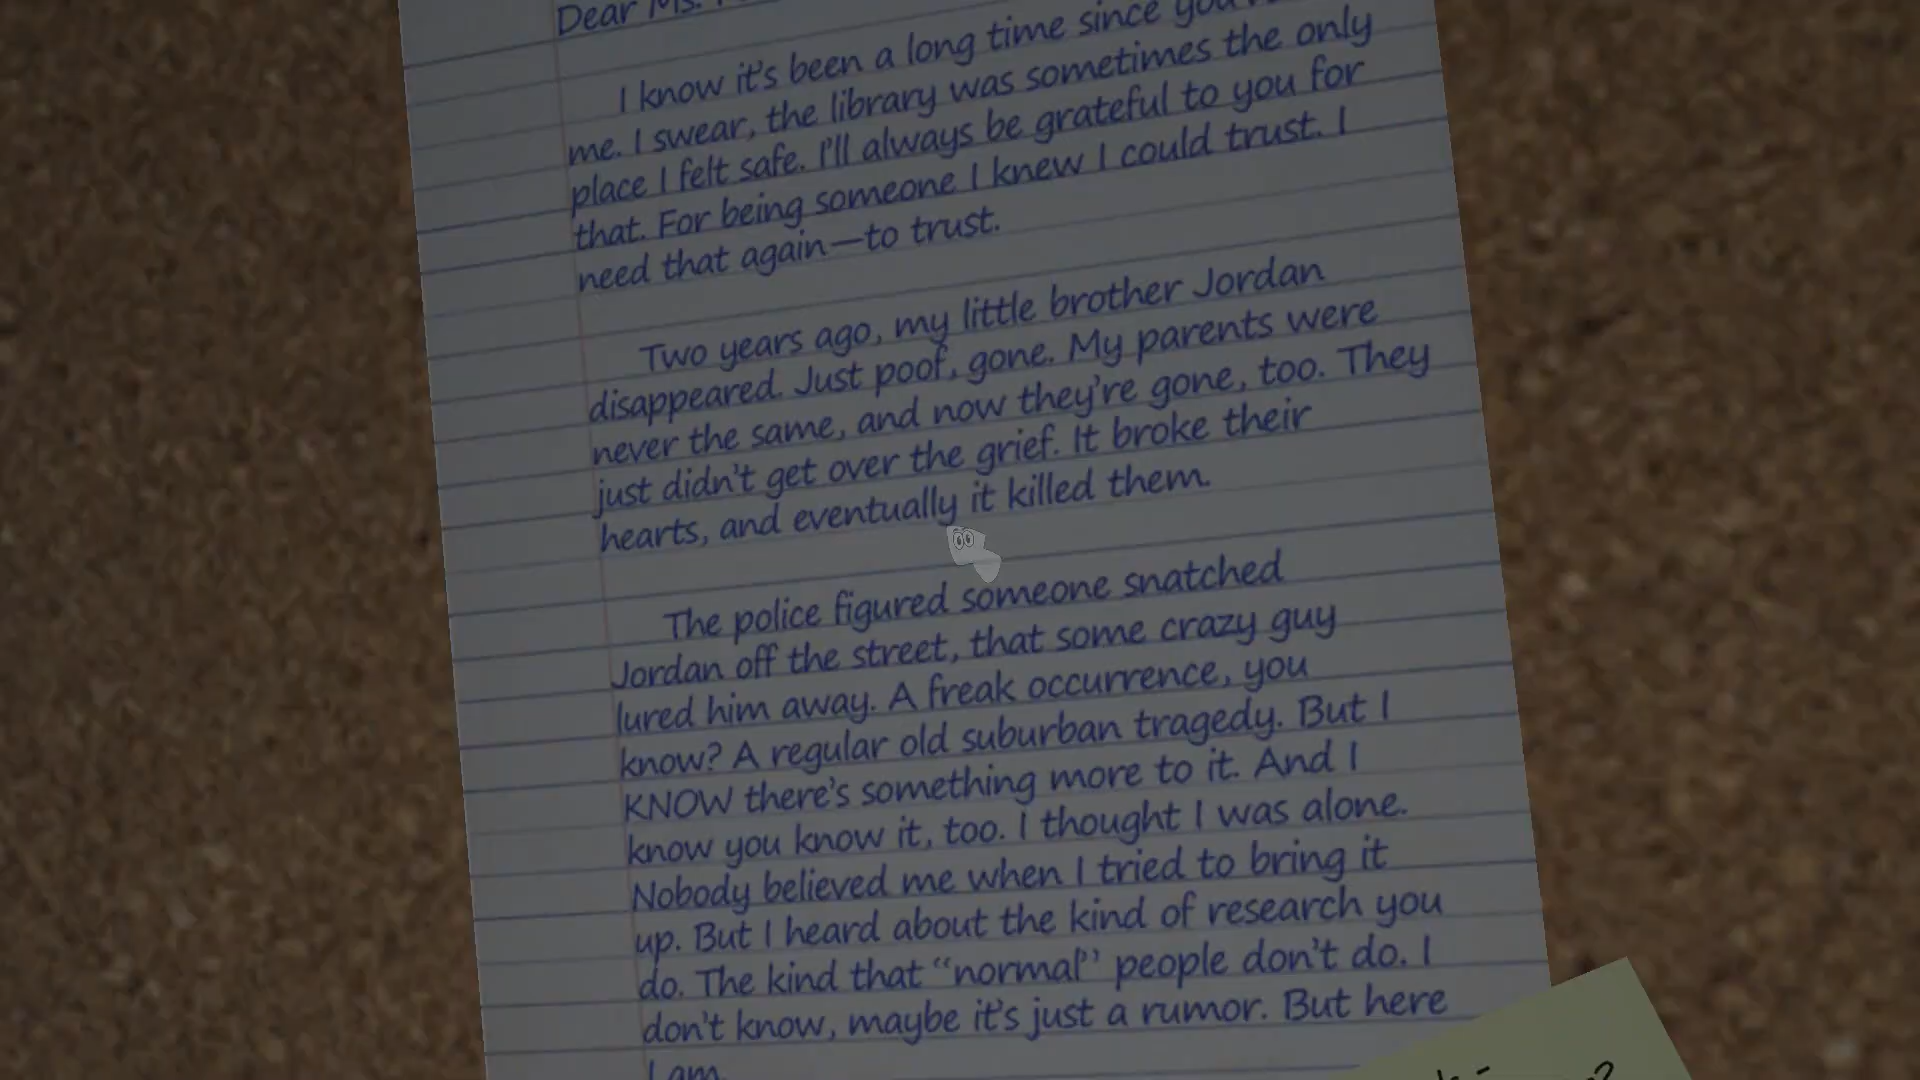 Dear Ms.
I know it's been a long time since
me. I swear, the library was sometimes the only
place I felt safe. I'll always be grateful to you for
that. For being someone I knew I could trust. I
need that again—to trust.
Two years ago, my little brother Jordan
disappeared. Just poof, gone. My parents were
never the same, and now they're gone, too. They
just didn't get over the grief. It broke their
hearts, and eventually it killed them.
The police figured someone snatched
Jordan off the street, that some crazy guy
lured him away. A freak occurrence, you
know? A regular old suburban tragedy. But I
KNOW there's something more to it. And I
know you know it, too. I thought I was alone.
Nobody believed me when I tried to bring it
up. But I heard about the kind of research you
do. The kind that “normal” people don't do. I
don't know, maybe it's just a rumor. But here
I am.